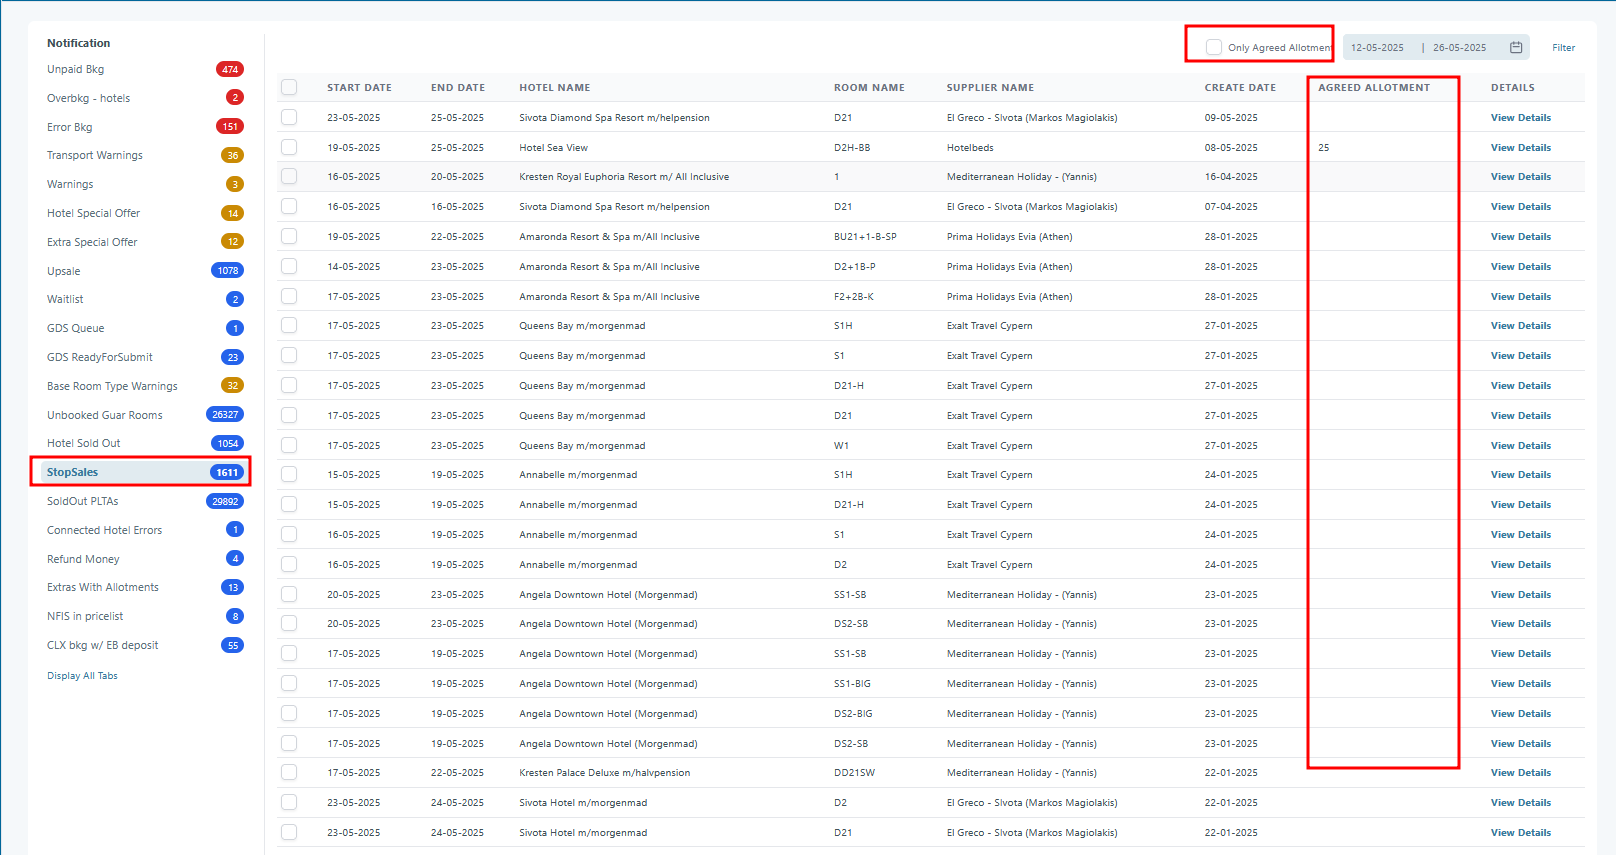 Notification
Unpaid Bkg 474
Overbkg - hotels 2
Error Bkg 151
Transport Warnings 36
Warnings 3
Hotel Special Offer 14
Extra Special Offer 12
Upsale 1078
Waitlist 2
GDS Queue 1
GDS ReadyForSubmit 23
Base Room Type Warnings 32
Unbooked Guar Rooms 26327
Hotel Sold Out 1054
StopSales 1611
SoldOut PLTAs 29892
Connected Hotel Errors 1
Refund Money 4
Extras With Allotments 13
NFIS in pricelist 8
CLX bkg w/ EB deposit 55
Display All Tabs
Only Agreed Allotment 12-05-2025 | 26-05-2025 Filter
START DATE END DATE HOTEL NAME ROOM NAME SUPPLIER NAME CREATE DATE AGREED ALLOTMENT DETAILS
23-05-2025 25-05-2025 Sivota Diamond Spa Resort m/helpension D21 El Greco - SIvota (Markos Magiolakis) 09-05-2025 View Details
19-05-2025 25-05-2025 Hotel Sea View D2H-BB Hotelbeds 08-05-2025 25 View Details
16-05-2025 20-05-2025 Kresten Royal Euphoria Resort m/ All Inclusive 1 Mediterranean Holiday - (Yannis) 16-04-2025 View Details
16-05-2025 16-05-2025 Sivota Diamond Spa Resort m/helpension D21 El Greco - SIvota (Markos Magiolakis) 07-04-2025 View Details
19-05-2025 22-05-2025 Amaronda Resort & Spa m/All Inclusive BU21+1-B-SP Prima Holidays Evia (Athen) 28-01-2025 View Details
14-05-2025 23-05-2025 Amaronda Resort & Spa m/All Inclusive D2+1B-P Prima Holidays Evia (Athen) 28-01-2025 View Details
17-05-2025 23-05-2025 Amaronda Resort & Spa m/All Inclusive F2+2B-K Prima Holidays Evia (Athen) 28-01-2025 View Details
17-05-2025 23-05-2025 Queens Bay m/morgenmad S1H Exalt Travel Cypern 27-01-2025 View Details
17-05-2025 23-05-2025 Queens Bay m/morgenmad S1 Exalt Travel Cypern 27-01-2025 View Details
17-05-2025 23-05-2025 Queens Bay m/morgenmad D21-H Exalt Travel Cypern 27-01-2025 View Details
17-05-2025 23-05-2025 Queens Bay m/morgenmad D21 Exalt Travel Cypern 27-01-2025 View Details
17-05-2025 23-05-2025 Queens Bay m/morgenmad W1 Exalt Travel Cypern 27-01-2025 View Details
15-05-2025 19-05-2025 Annabelle m/morgenmad S1H Exalt Travel Cypern 24-01-2025 View Details
15-05-2025 19-05-2025 Annabelle m/morgenmad D21-H Exalt Travel Cypern 24-01-2025 View Details
16-05-2025 19-05-2025 Annabelle m/morgenmad S1 Exalt Travel Cypern 24-01-2025 View Details
16-05-2025 19-05-2025 Annabelle m/morgenmad D2 Exalt Travel Cypern 24-01-2025 View Details
20-05-2025 23-05-2025 Angela Downtown Hotel (Morgenmad) SS1-SB Mediterranean Holiday - (Yannis) 23-01-2025 View Details
20-05-2025 23-05-2025 Angela Downtown Hotel (Morgenmad) DS2-SB Mediterranean Holiday - (Yannis) 23-01-2025 View Details
17-05-2025 19-05-2025 Angela Downtown Hotel (Morgenmad) SS1-SB Mediterranean Holiday - (Yannis) 23-01-2025 View Details
17-05-2025 19-05-2025 Angela Downtown Hotel (Morgenmad) SS1-BIG Mediterranean Holiday - (Yannis) 23-01-2025 View Details
17-05-2025 19-05-2025 Angela Downtown Hotel (Morgenmad) DS2-BIG Mediterranean Holiday - (Yannis) 23-01-2025 View Details
17-05-2025 19-05-2025 Angela Downtown Hotel (Morgenmad) DS2-SB Mediterranean Holiday - (Yannis) 23-01-2025 View Details
17-05-2025 22-05-2025 Kresten Palace Deluxe m/halvpension DD21SW Mediterranean Holiday - (Yannis) 22-01-2025 View Details
23-05-2025 24-05-2025 Sivota Hotel m/morgenmad D2 El Greco - SIvota (Markos Magiolakis) 22-01-2025 View Details
23-05-2025 24-05-2025 Sivota Hotel m/morgenmad D21 El Greco - SIvota (Markos Magiolakis) 22-01-2025 View Details